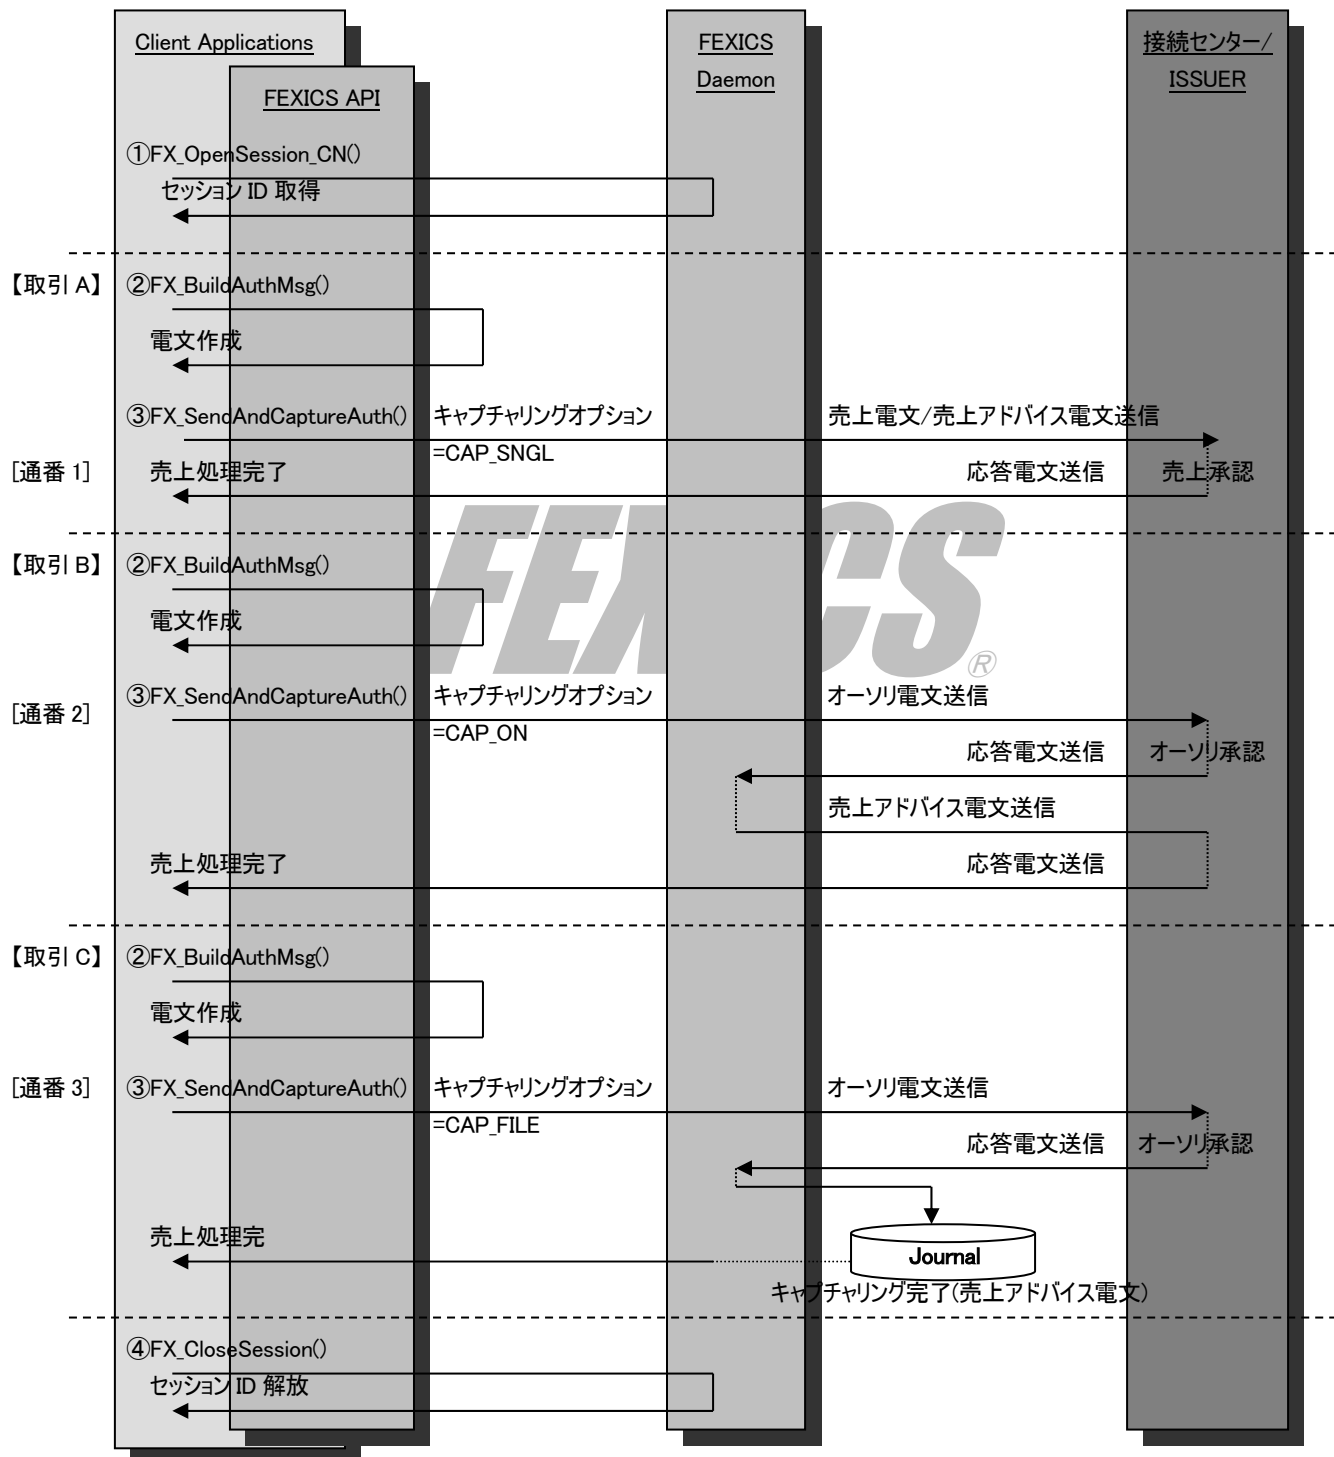 Client Applications
FEXICS
Daemon
接続センター/
ISSUER
FEXICS API
①FX_OpenSession_CN()
セッション ID 取得
【取引 A】
②FX_BuildAuthMsg()
電文作成
③FX_SendAndCaptureAuth()
キャプチャリングオプション
=CAP_SNGL
売上電文/売上アドバイス電文送信
[通番 1]
売上処理完了
応答電文送信
売上承認
FEXICS®
【取引 B】
②FX_BuildAuthMsg()
電文作成
[通番 2]
③FX_SendAndCaptureAuth()
キャプチャリングオプション
=CAP_ON
オーソリ電文送信
応答電文送信
オーソリ承認
売上アドバイス電文送信
売上処理完了
応答電文送信
【取引 C】
②FX_BuildAuthMsg()
電文作成
[通番 3]
③FX_SendAndCaptureAuth()
キャプチャリングオプション
=CAP_FILE
オーソリ電文送信
応答電文送信
オーソリ承認
売上処理完
Journal
キャプチャリング完了(売上アドバイス電文)
④FX_CloseSession()
セッション ID 解放